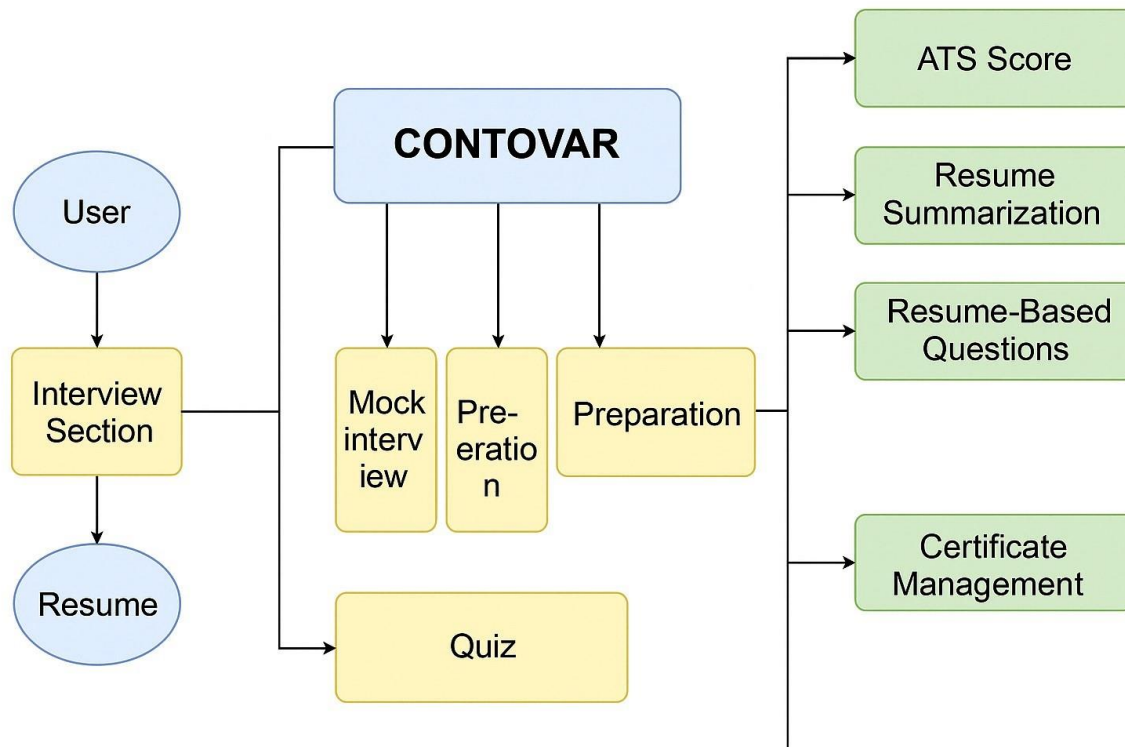 User
Interview
Section
Resume
CONTOVAR
Mock
interv
iew
Pre-
eratio
n
Preparation
Quiz
ATS Score
Resume
Summarization
Resume-Based
Questions
Certificate
Management